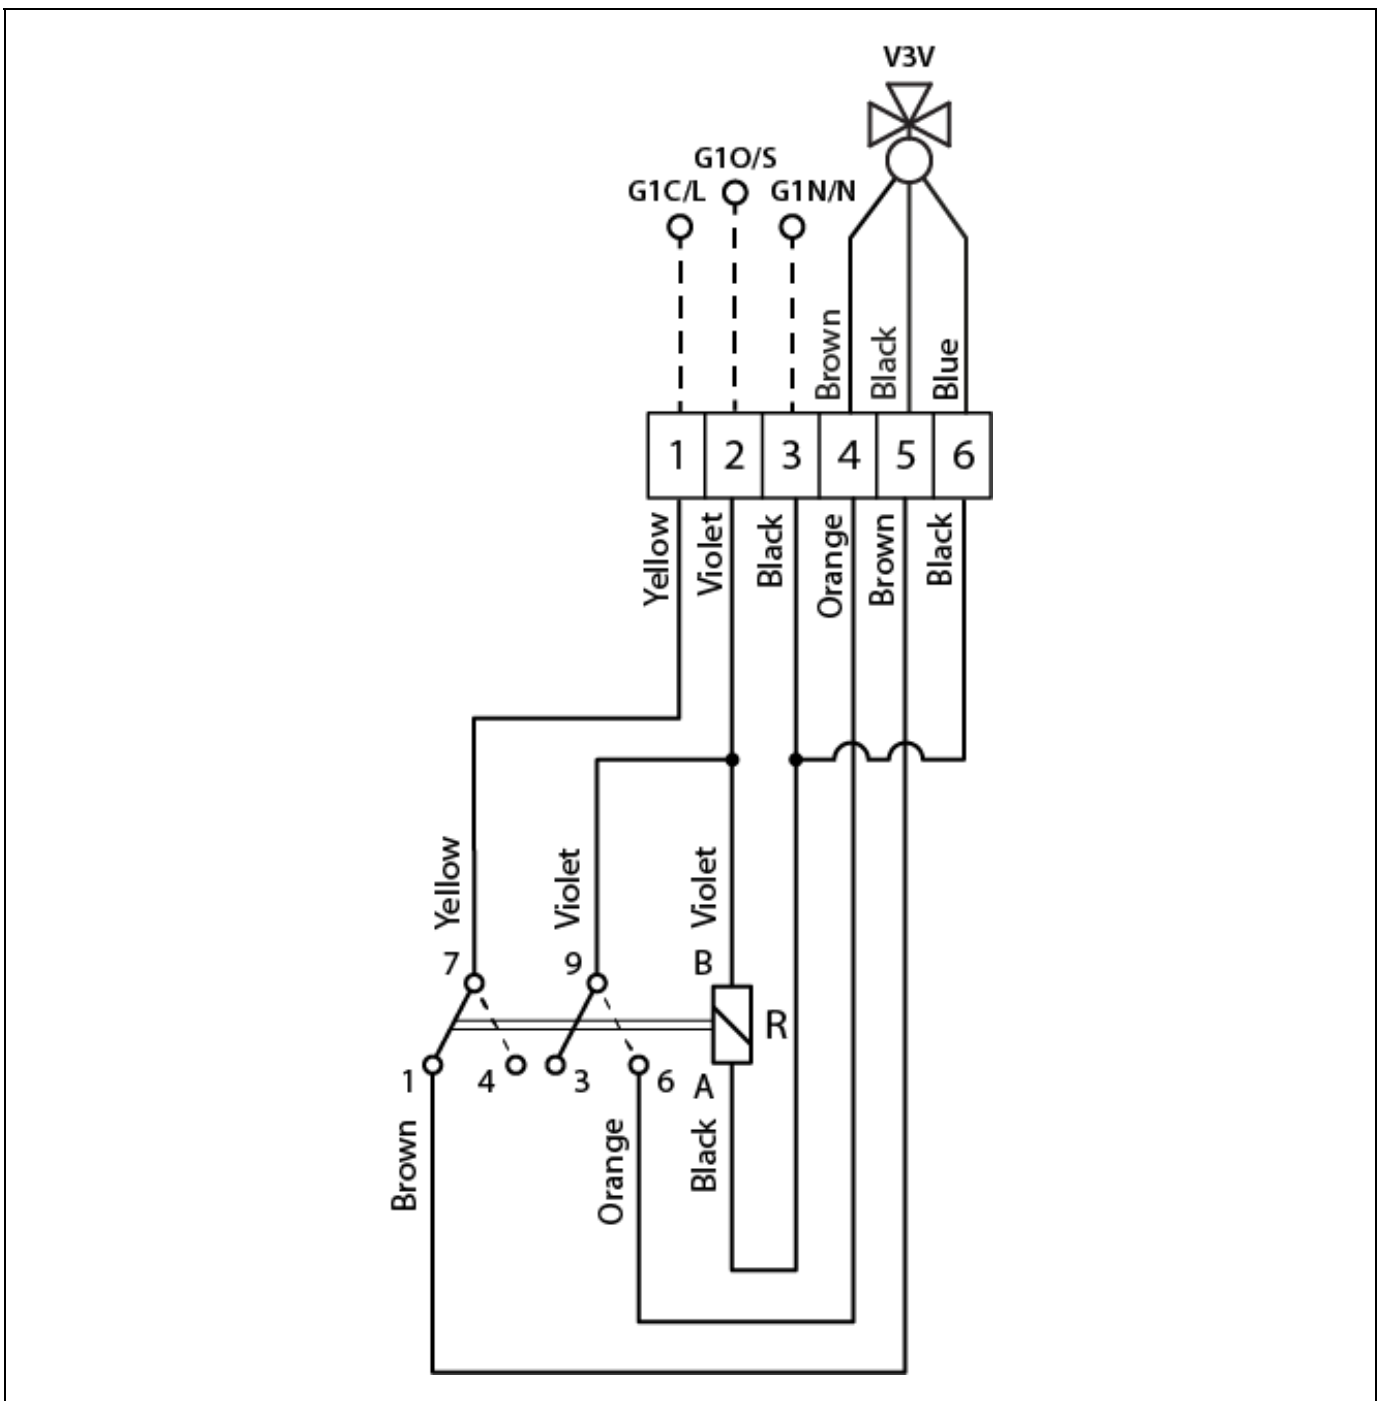 V3V
G1O/S
G1C/L
G1N/N
Brown
Black
Blue
1 2 3 4 5 6
Yellow
Violet
Black
Orange
Brown
Black
Yellow
Violet
Violet
7
9
B
R
1
4
3
6
A
Brown
Orange
Black